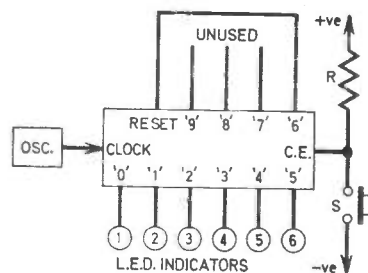 +ve
UNUSED
R
RESET '9' '8' '7' '6'
OSC. CLOCK C.E.
'0' '1' '2' '3' '4' '5'
S
1 2 3 4 5 6
L.E.D. INDICATORS -ve